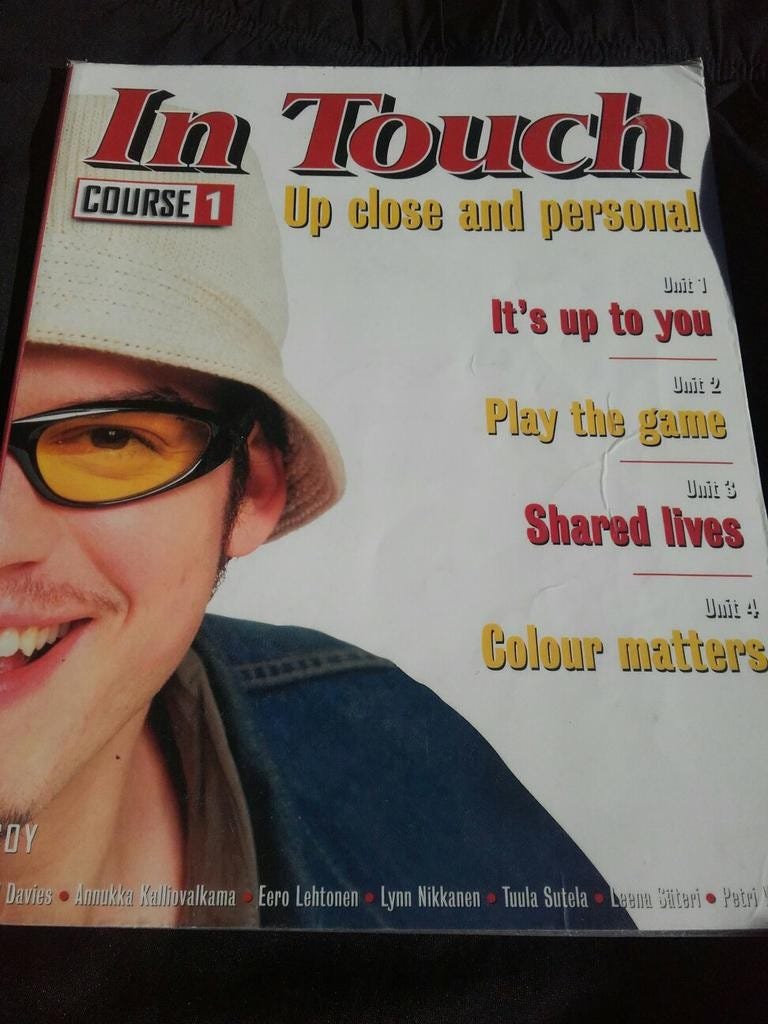 In Touch
COURSE 1
Up close and personal
Unit 1
It's up to you
Unit 2
Play the game
Unit 3
Shared lives
Unit 4
Colour matters
OY
Davies • Annukka Kalliovalkama • Eero Lehtonen • Lynn Nikkanen • Tuula Sutela • Leena Säteri • Petri